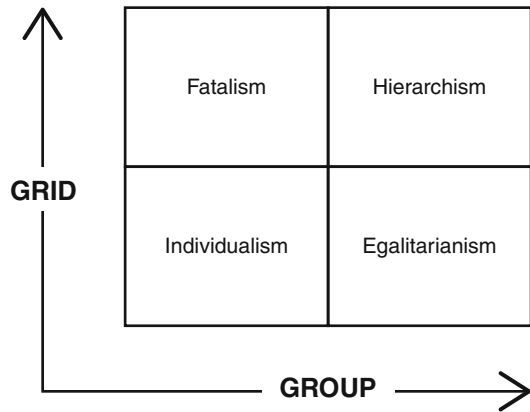 Fatalism
Hierarchism
GRID
Individualism
Egalitarianism
GROUP